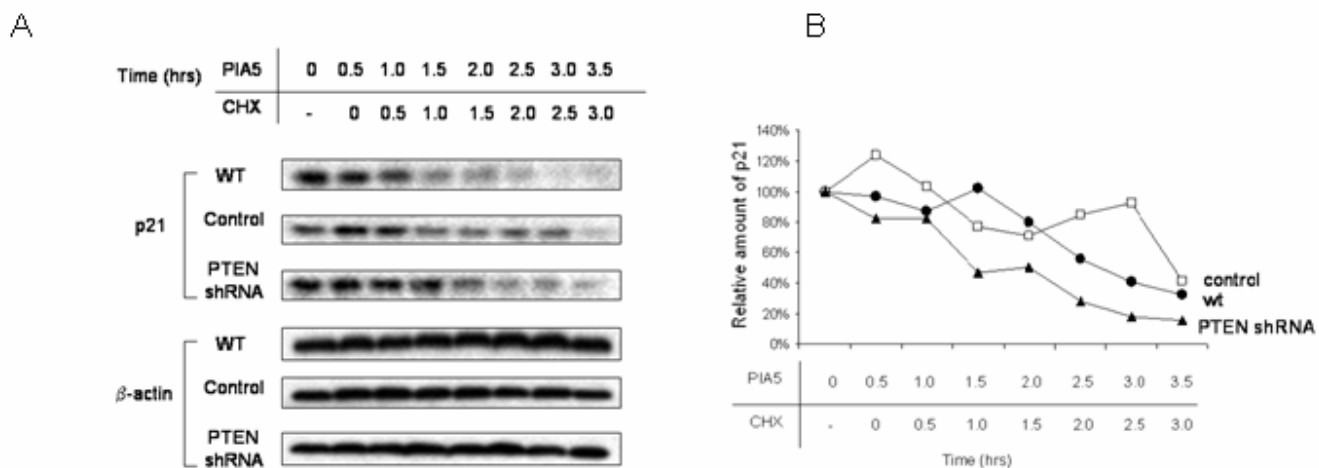 A
Time (hrs) PIA5 0 0.5 1.0 1.5 2.0 2.5 3.0 3.5
CHX - 0 0.5 1.0 1.5 2.0 2.5 3.0
p21
WT
Control
PTEN
shRNA
β-actin
WT
Control
PTEN
shRNA
B
Relative amount of p21
140%
120%
100%
80%
60%
40%
20%
0%
control
wt
PTEN shRNA
PIA5 0 0.5 1.0 1.5 2.0 2.5 3.0 3.5
CHX - 0 0.5 1.0 1.5 2.0 2.5 3.0
Time (hrs)